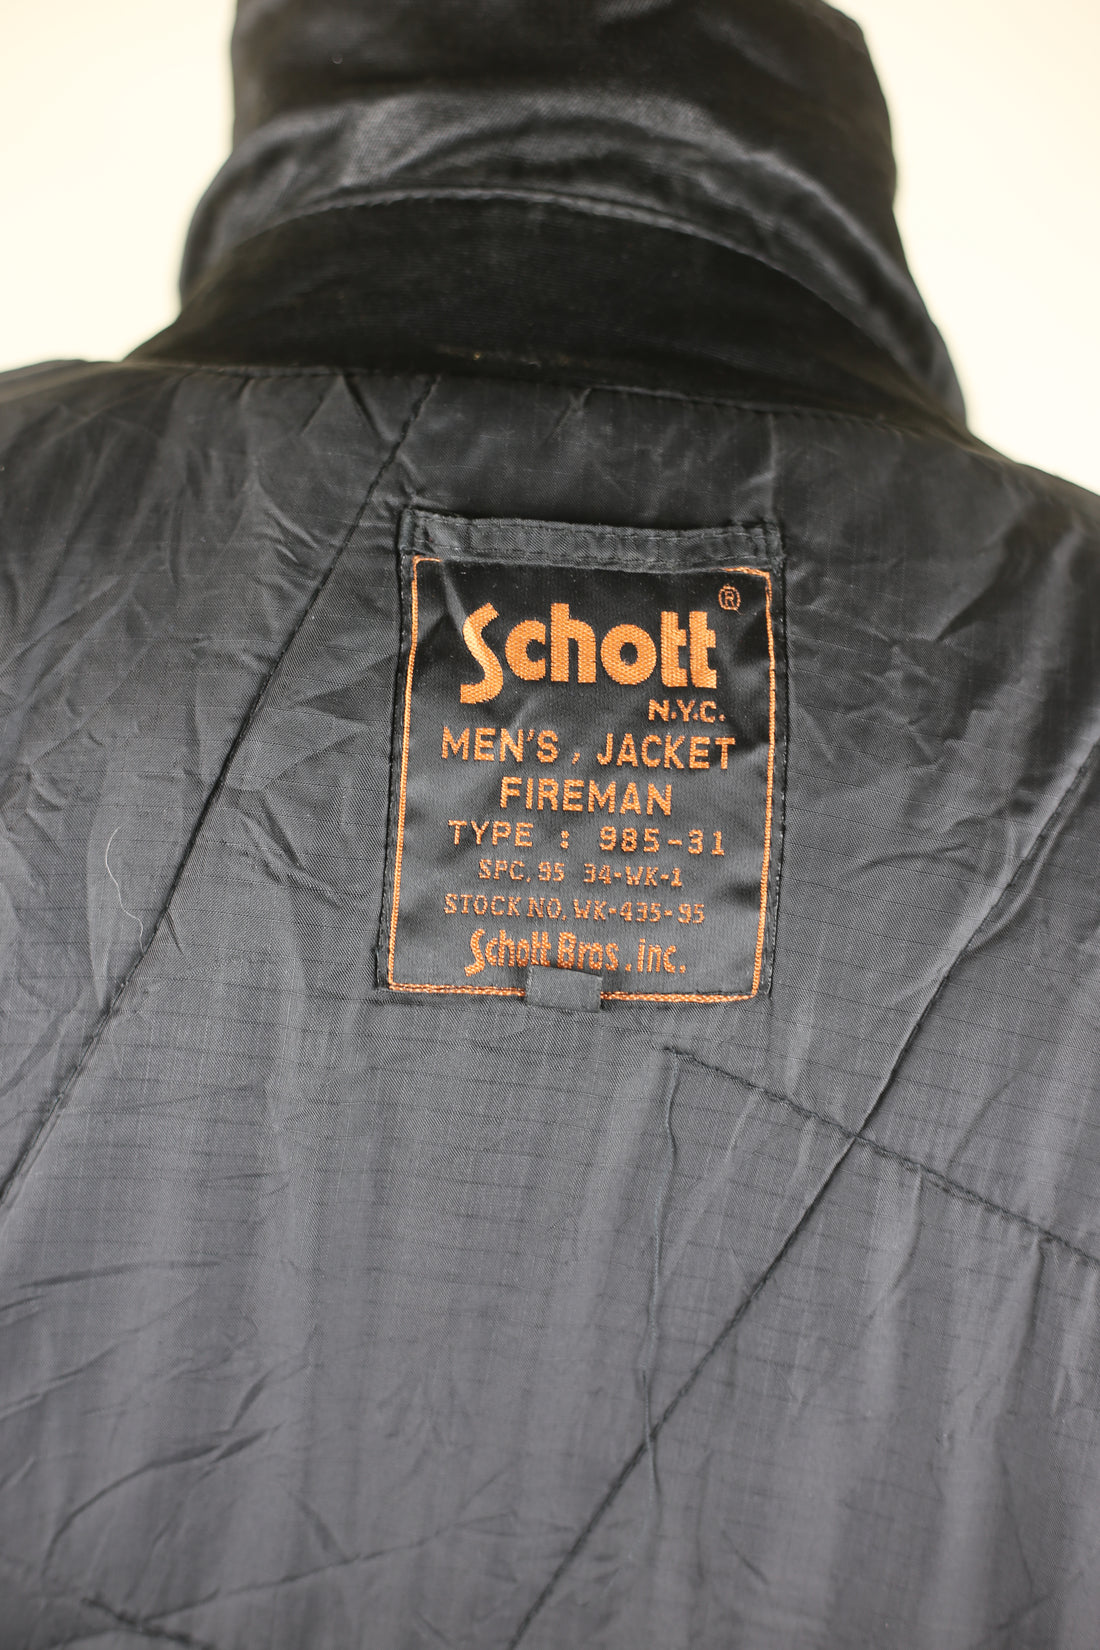 Schott ®
N.Y.C.
MEN'S, JACKET
FIREMAN
TYPE : 985-31
SPC. 95 34-WK-1
STOCK NO. WK-435-95
Schott Bros. inc.